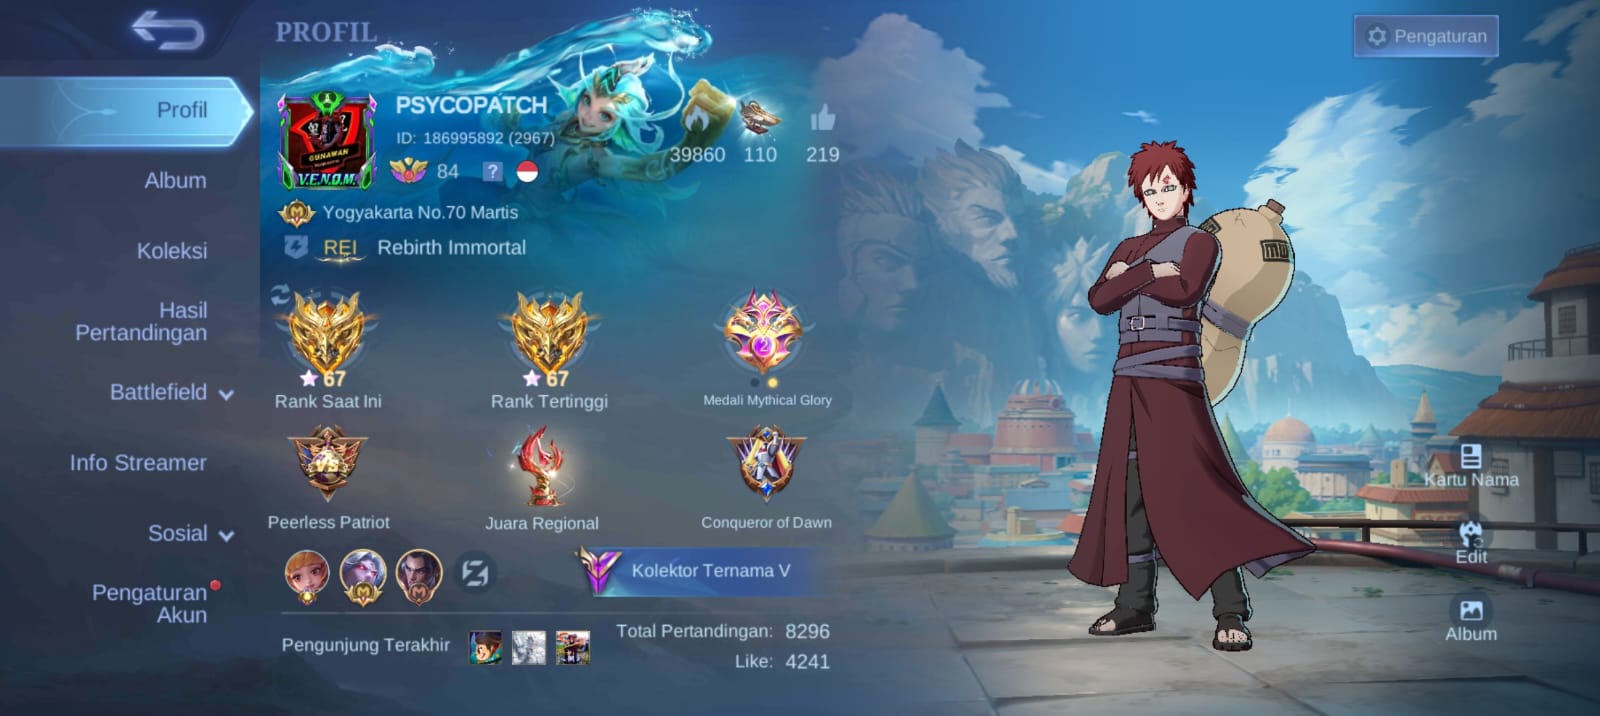 PROFIL
Pengaturan
Profil
Album
Koleksi
Hasil
Pertandingan
Battlefield
Info Streamer
Sosial
Pengaturan
Akun
GUNAWAN
V.E.N.O.M.
PSYCOPATCH
ID: 186995892 (2967)
84
?
39860
110
219
Yogyakarta No.70 Martis
REI Rebirth Immortal
67
Rank Saat Ini
67
Rank Tertinggi
2
Medali Mythical Glory
VS
Peerless Patriot
Juara Regional
Conqueror of Dawn
Kolektor Ternama V
Pengunjung Terakhir
Total Pertandingan: 8296
Like: 4241
Kartu Nama
Edit
Album